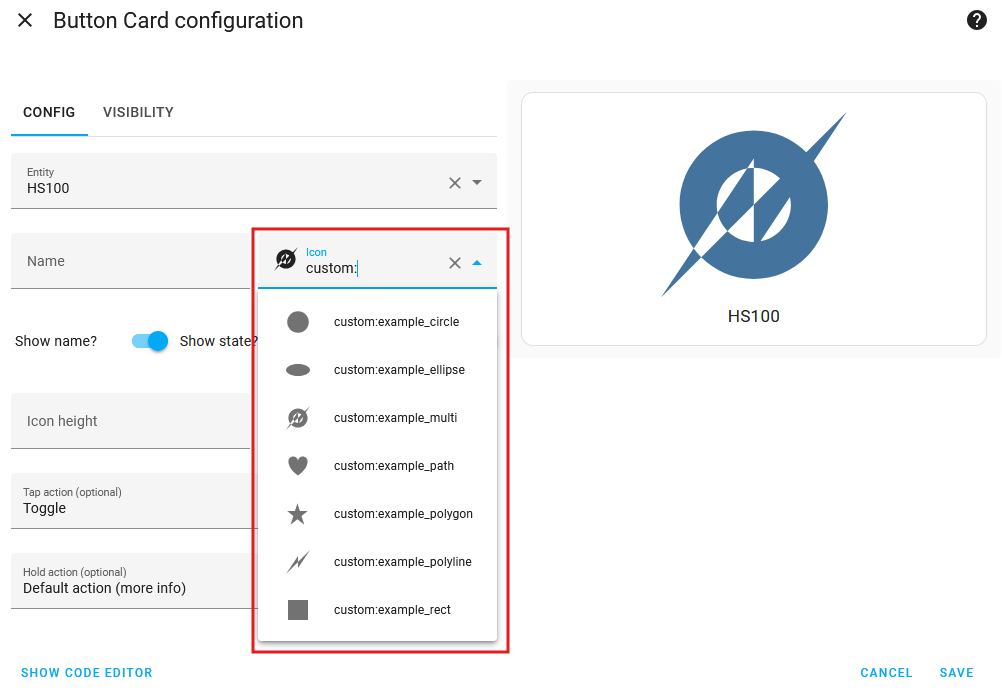 Button Card configuration
CONFIG VISIBILITY
Entity
HS100
Name
Icon
custom:
Show name? Show state?
Icon height
Tap action (optional)
Toggle
Hold action (optional)
Default action (more info)
custom:example_circle
custom:example_ellipse
custom:example_multi
custom:example_path
custom:example_polygon
custom:example_polyline
custom:example_rect
HS100
SHOW CODE EDITOR
CANCEL SAVE